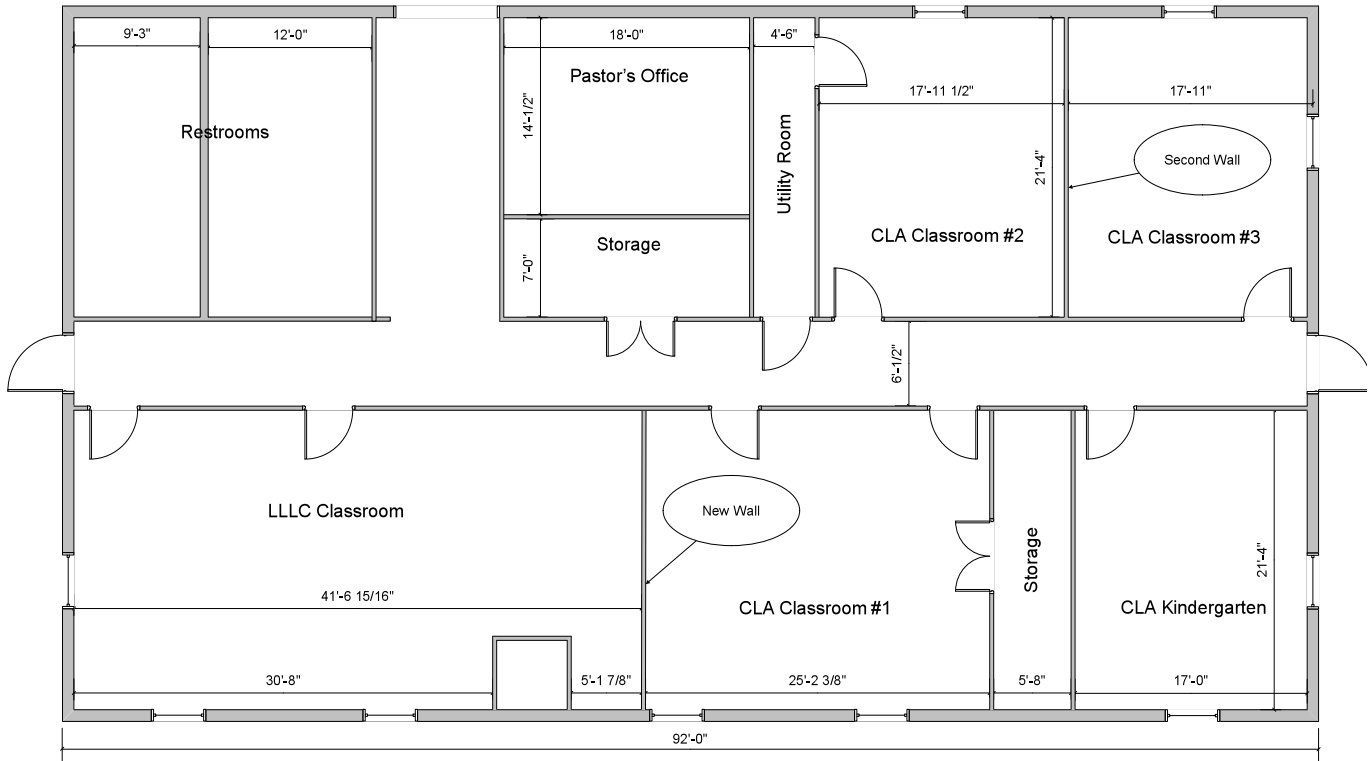 9'-3"
12'-0"
18'-0"
4'-6"
Pastor's Office
17'-11 1/2"
17'-11"
14'-1/2"
Restrooms
Utility Room
21'-4"
Second Wall
CLA Classroom #2
CLA Classroom #3
Storage
7'-0"
6'-1/2"
LLLC Classroom
New Wall
Storage
21'-4"
41'-6 15/16"
CLA Classroom #1
CLA Kindergarten
30'-8"
5'-1 7/8"
25'-2 3/8"
5'-8"
17'-0"
92'-0"